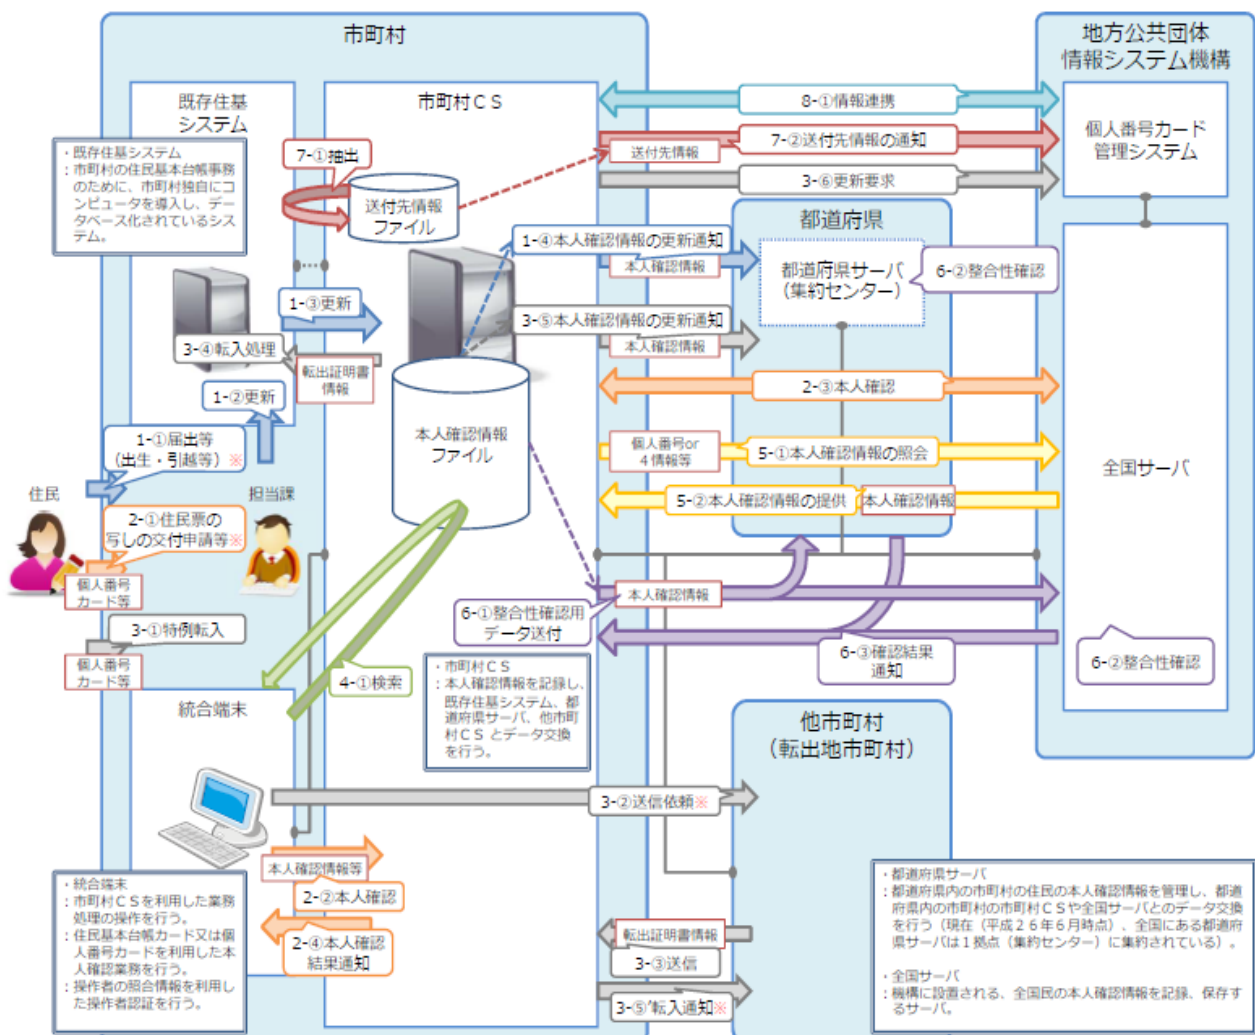 市町村
地方公共団体
情報システム機構
既存住基
システム
市町村CS
個人番号カード
管理システム
・既存住基システム
：市町村の住民基本台帳事務
のために、市町村独自にコ
ンピュータを導入し、デー
タベース化されているシス
テム。
7-①抽出
送付先情報
ファイル
8-①情報連携
7-②送付先情報の通知
送付先情報
3-⑥更新要求
都道府県
都道府県サーバ
（集約センター）
6-②整合性確認
1-④本人確認情報の更新通知
本人確認情報
1-③更新
3-⑤本人確認情報の更新通知
本人確認情報
3-④転入処理
転出証明書
情報
1-②更新
2-③本人確認
本人確認情報
ファイル
1-①届出等
（出生・引越等）※
個人番号or
4情報等
5-①本人確認情報の照会
全国サーバ
5-②本人確認情報の提供
本人確認情報
住民
担当課
2-①住民票の
写しの交付申請等※
個人番号
カード等
3-①特例転入
個人番号
カード等
本人確認情報
6-①整合性確認用
データ送付
6-③確認結果
通知
6-②整合性確認
4-①検索
・市町村CS
：本人確認情報を記録し、
既存住基システム、都
道府県サーバ、他市町
村CS とデータ交換
を行う。
統合端末
他市町村
（転出地市町村）
3-②送信依頼※
本人確認情報等
2-②本人確認
2-④本人確認
結果通知
・統合端末
：市町村CSを利用した業務
処理の操作を行う。
：住民基本台帳カード又は個
人番号カードを利用した本
人確認業務を行う。
：操作者の照合情報を利用し
た操作者認証を行う。
転出証明書情報
3-③送信
3-⑤’転入通知※
・都道府県サーバ
：都道府県内の市町村の住民の本人確認情報を管理し、都道
府県内の市町村の市町村CSや全国サーバとのデータ交換
を行う（現在（平成26年6月時点）、全国にある都道府
県サーバは1拠点（集約センター）に集約されている）。
・全国サーバ
：機構に設置される、全国民の本人確認情報を記録、保存す
るサーバ。